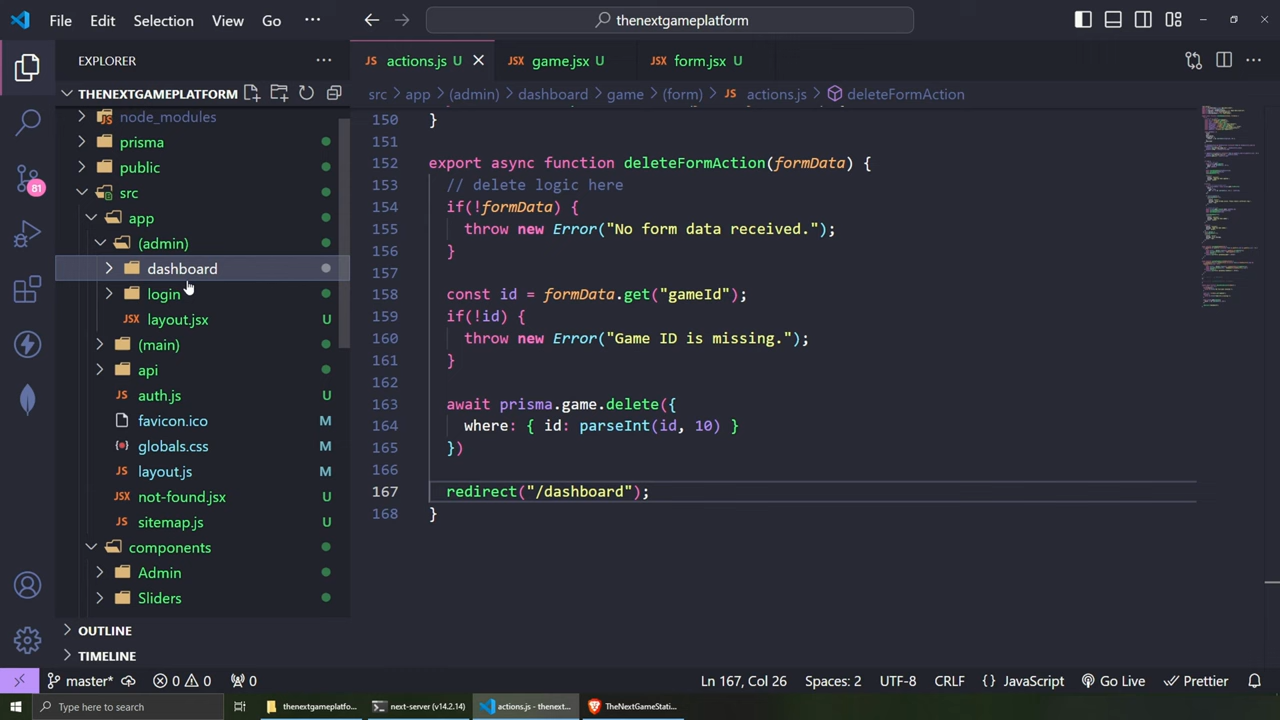 File Edit Selection View Go ···
thenextgameplatform
EXPLORER
THENEXTGAMEPLATFORM
node_modules
prisma
public
src
app
(admin)
dashboard
login
layout.jsx U
(main)
api
auth.js U
favicon.ico M
globals.css M
layout.js M
not-found.jsx U
sitemap.js U
components
Admin
Sliders
OUTLINE
TIMELINE
81
JS actions.js U
JSX game.jsx U
JSX form.jsx U
src > app > (admin) > dashboard > game > (form) > JS actions.js > deleteFormAction
150 }
151
152 export async function deleteFormAction(formData) {
153 // delete logic here
154 if(!formData) {
155 throw new Error("No form data received.");
156 }
157
158 const id = formData.get("gameId");
159 if(!id) {
160 throw new Error("Game ID is missing.");
161 }
162
163 await prisma.game.delete({
164 where: { id: parseInt(id, 10) }
165 })
166
167 redirect("/dashboard");
168 }
master* 0 0 0
Ln 167, Col 26 Spaces: 2 UTF-8 CRLF {} JavaScript Go Live Prettier
Type here to search
thenextgameplatfo...
next-server (v14.2.14)
actions.js - thenext...
TheNextGameStati...